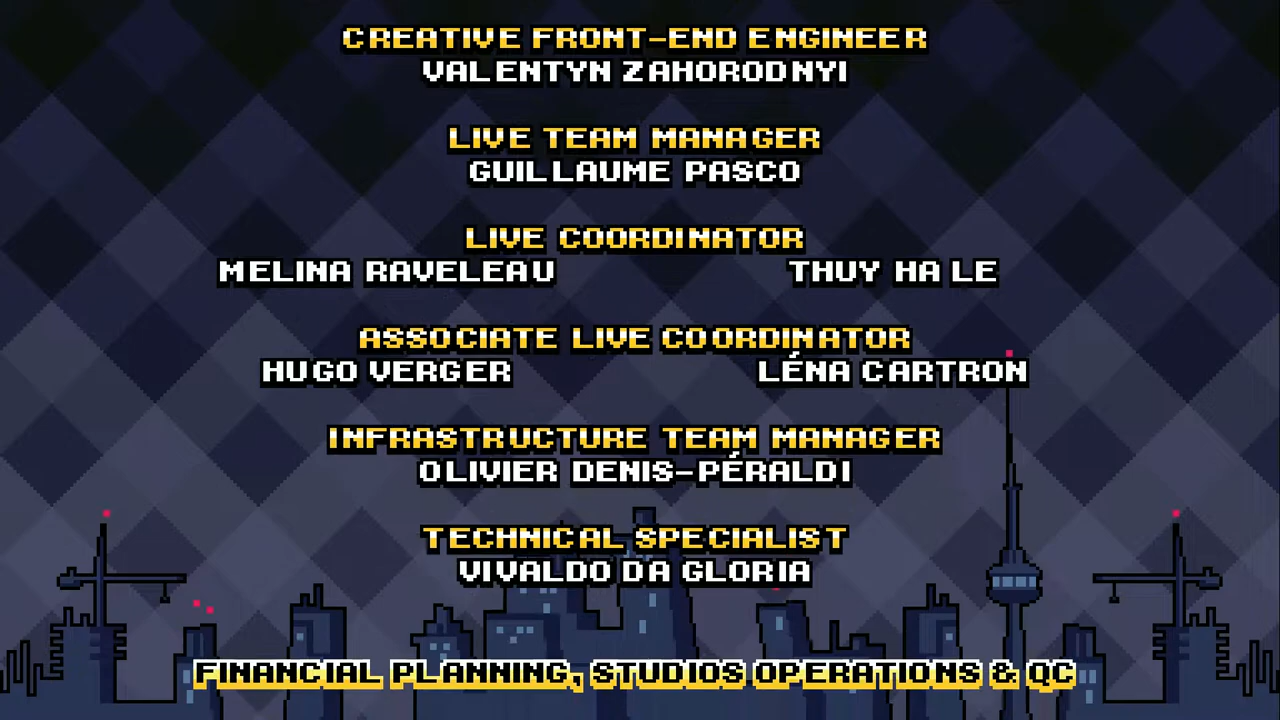 CREATIVE FRONT-END ENGINEER
VALENTYN ZAHORODNYI
LIVE TEAM MANAGER
GUILLAUME PASCO
LIVE COORDINATOR
MELINA RAVELEAU THUY HA LE
ASSOCIATE LIVE COORDINATOR
HUGO VERGER LÉNA CARTRON
INFRASTRUCTURE TEAM MANAGER
OLIVIER DENIS-PÉRALDI
TECHNICAL SPECIALIST
VIVALDO DA GLORIA
FINANCIAL PLANNING, STUDIOS OPERATIONS & QC